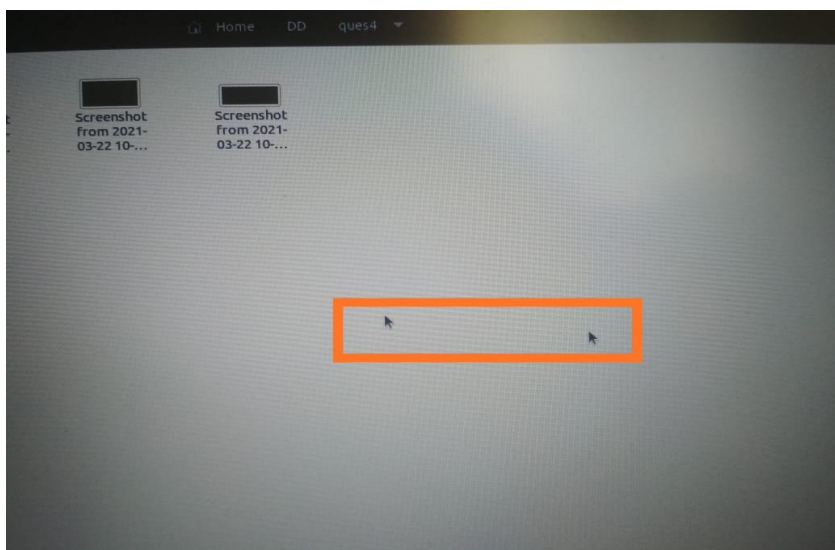 Home DD ques4
Screenshot
from 2021-
03-22 10-...
Screenshot
from 2021-
03-22 10-...